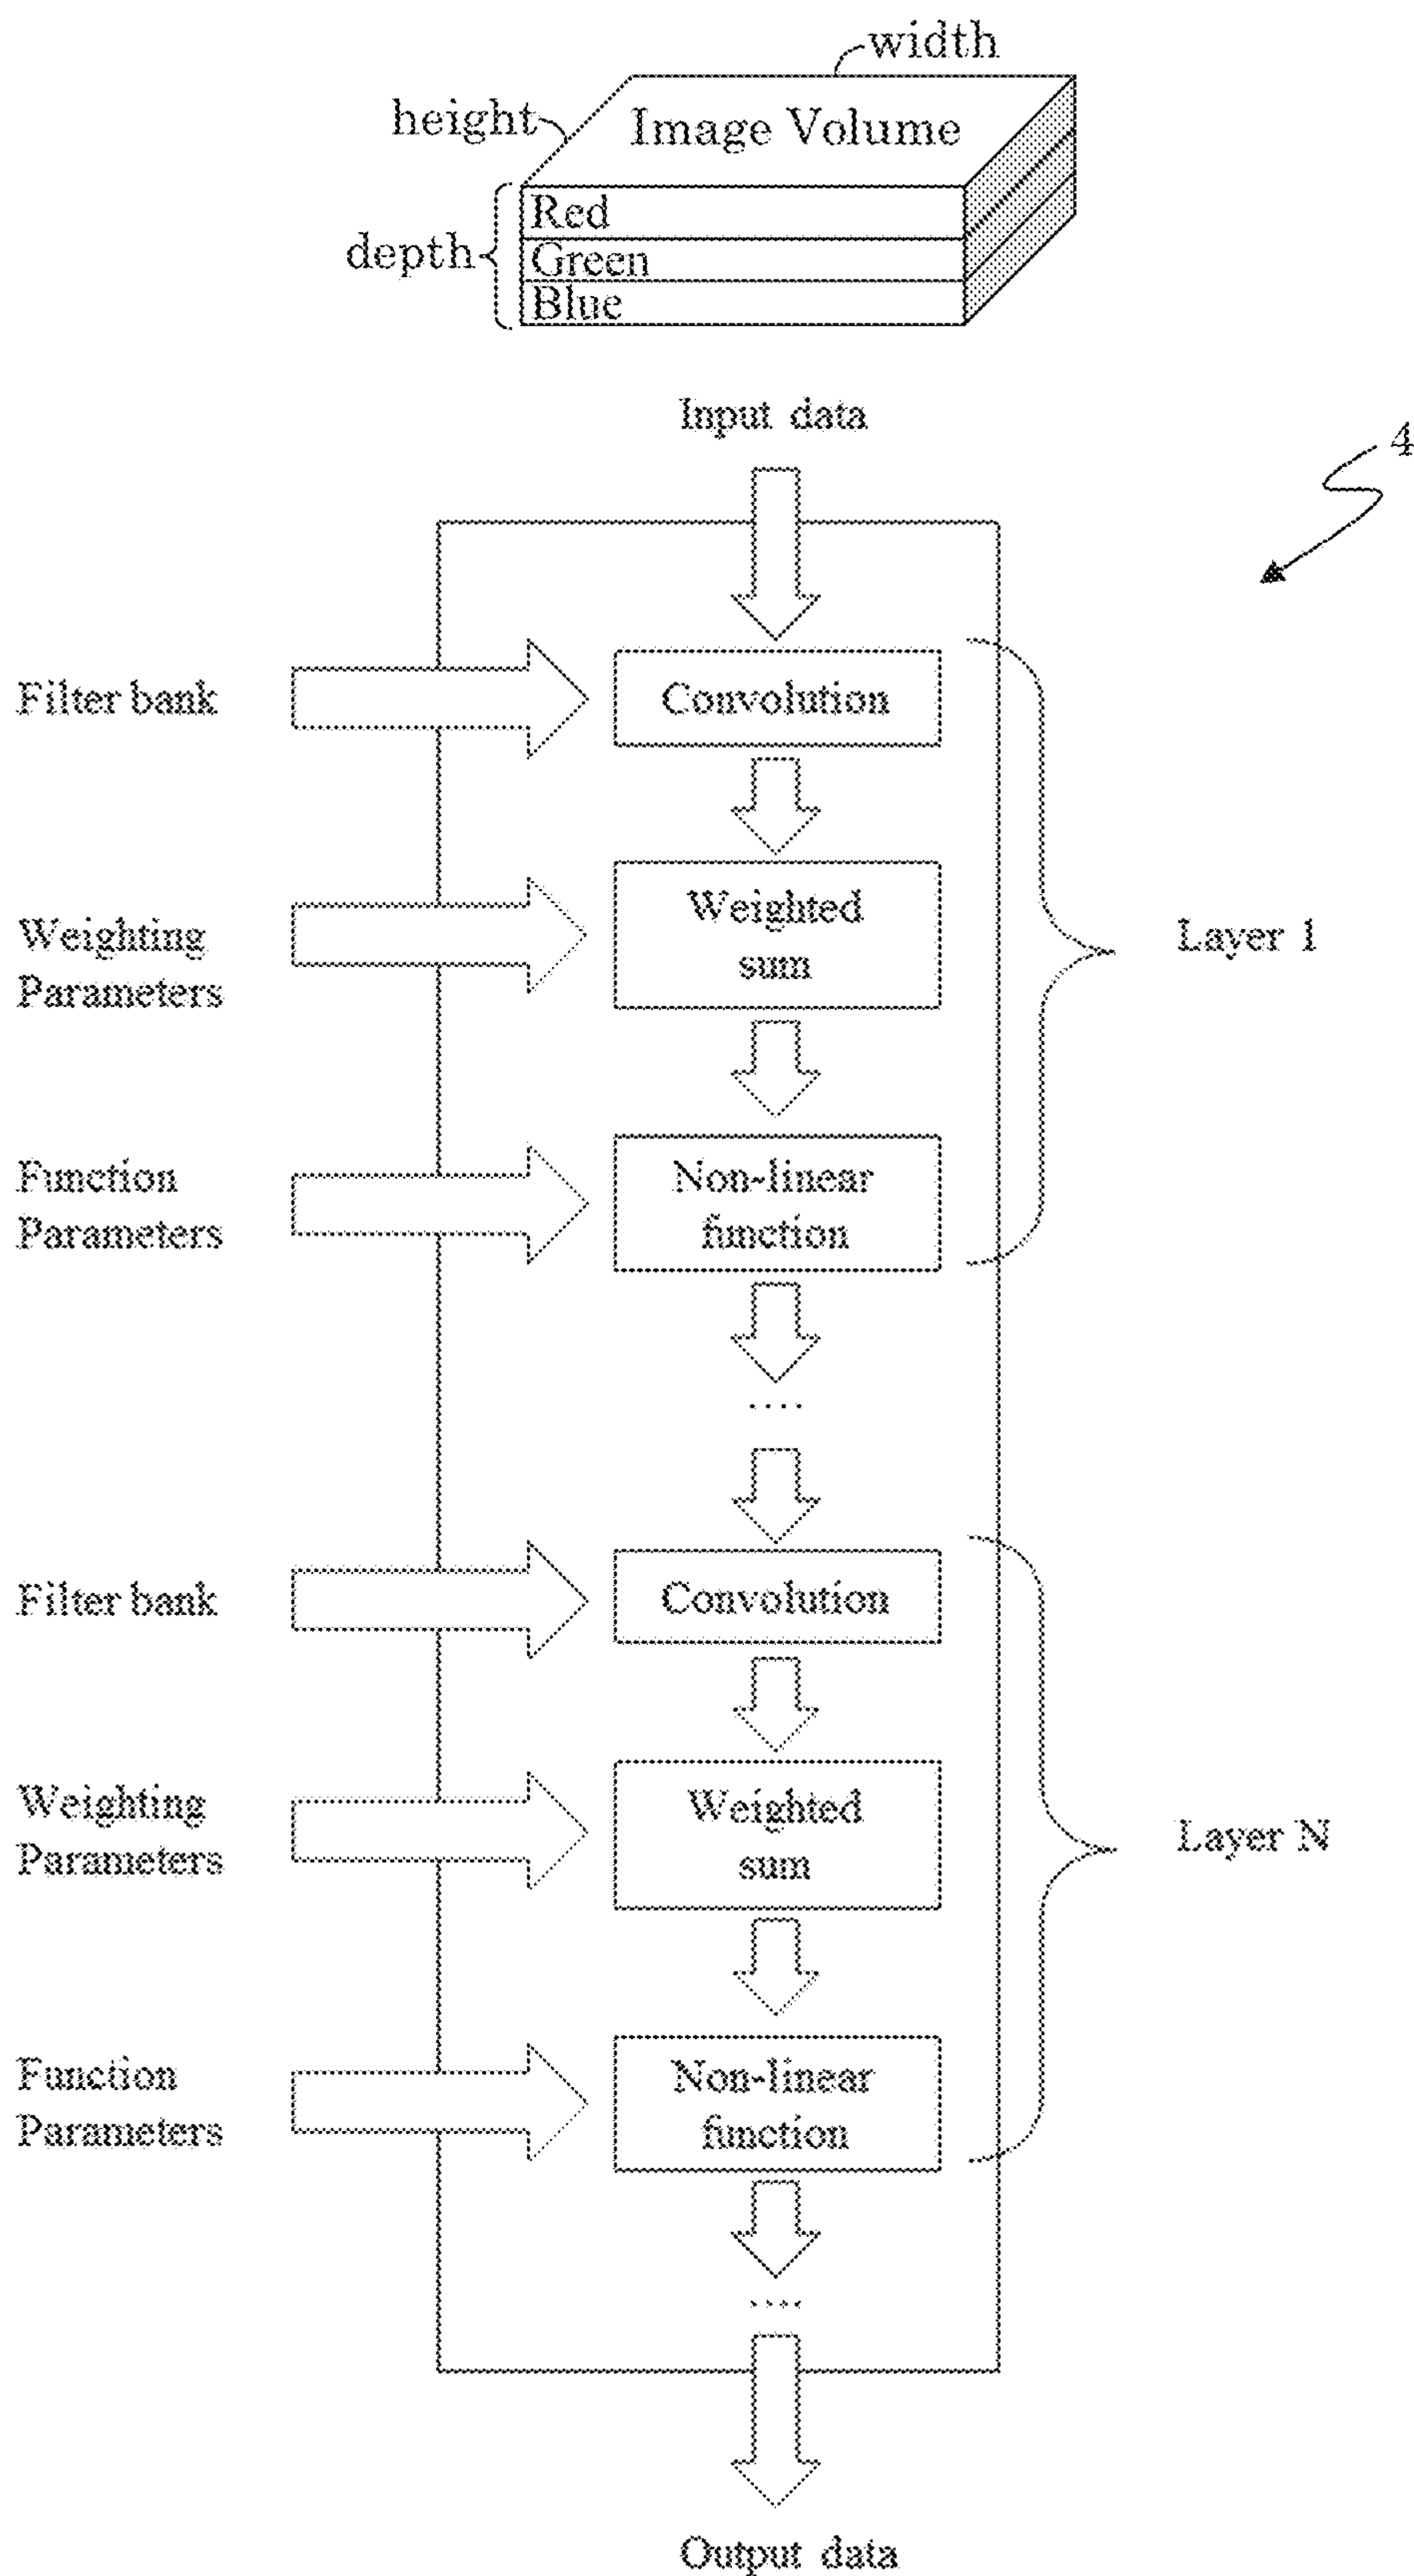 width
height
Image Volume
depth
Red
Green
Blue
Input data
4
Filter bank
Convolution
Weighting
Parameters
Weighted
sum
Layer 1
Function
Parameters
Non-linear
function
....
Filter bank
Convolution
Weighting
Parameters
Weighted
sum
Layer N
Function
Parameters
Non-linear
function
....
Output data